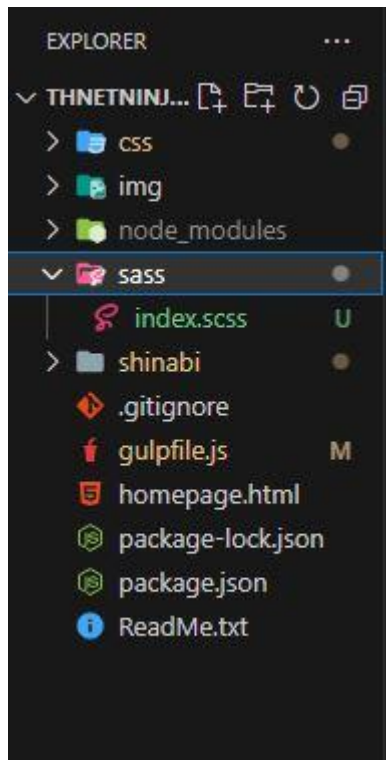 EXPLORER ...
THNETNINJ...
css
img
node_modules
sass
index.scss U
shinabi
.gitignore
gulpfile.js M
homepage.html
package-lock.json
package.json
ReadMe.txt